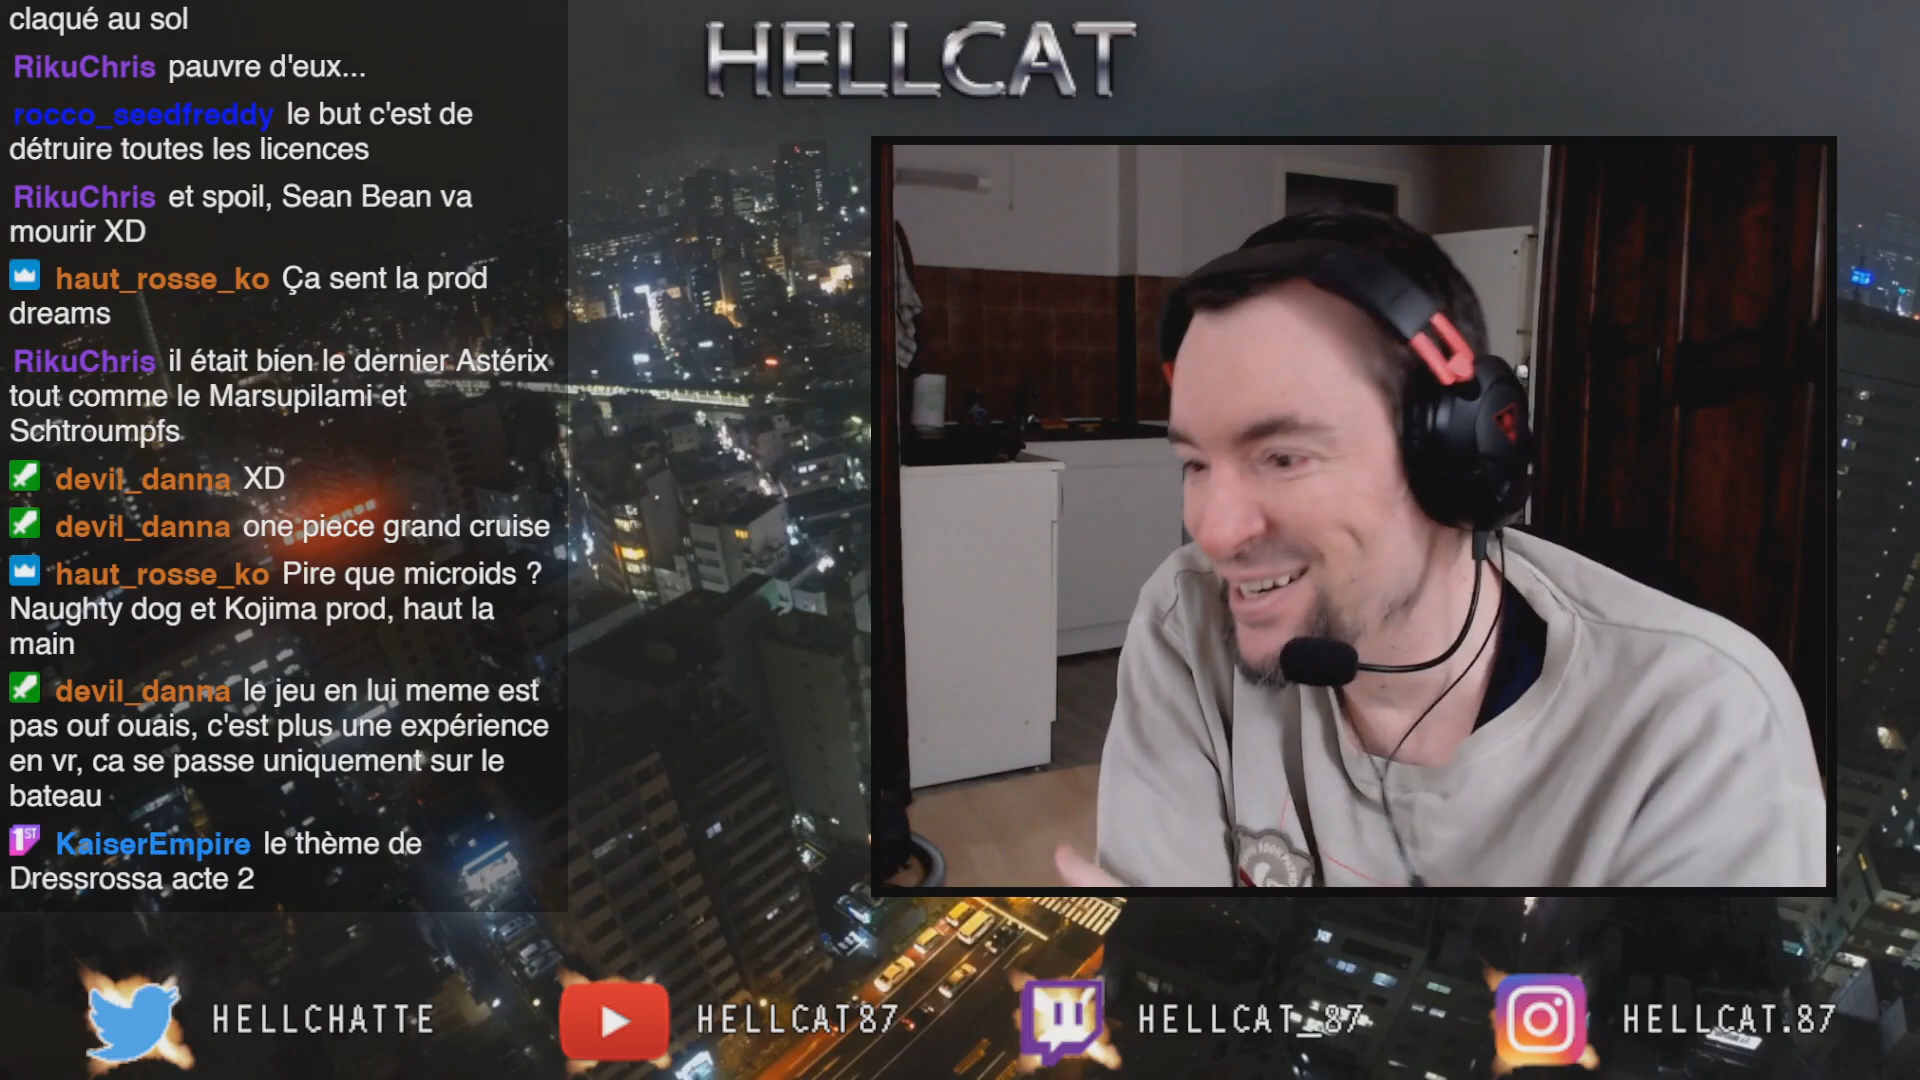 claqué au sol
RikuChris pauvre d'eux...
rocco_seedfreddy le but c'est de
détruire toutes les licences
RikuChris et spoil, Sean Bean va
mourir XD
haut_rosse_ko Ça sent la prod
dreams
RikuChris il était bien le dernier Astérix
tout comme le Marsupilami et
Schtroumpfs
devil_danna XD
devil_danna one piece grand cruise
haut_rosse_ko Pire que microids ?
Naughty dog et Kojima prod, haut la
main
devil_danna le jeu en lui meme est
pas ouf ouais, c'est plus une expérience
en vr, ca se passe uniquement sur le
bateau
1ST KaiserEmpire le thème de
Dressrossa acte 2
HELLCAT
HELLCHATTE
HELLCAT87
HELLCAT_87
HELLCAT.87